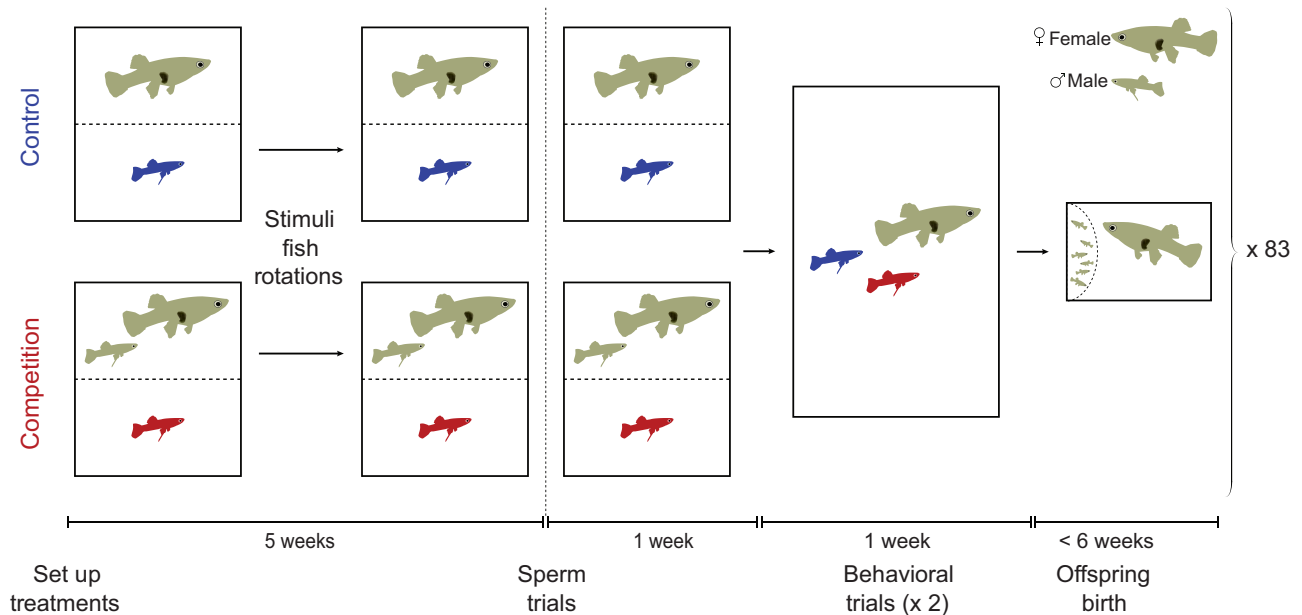 ♀ Female
♂ Male
Control
Stimuli
fish
rotations
x 83
Competition
5 weeks
1 week
1 week
< 6 weeks
Set up
treatments
Sperm
trials
Behavioral
trials (x 2)
Offspring
birth